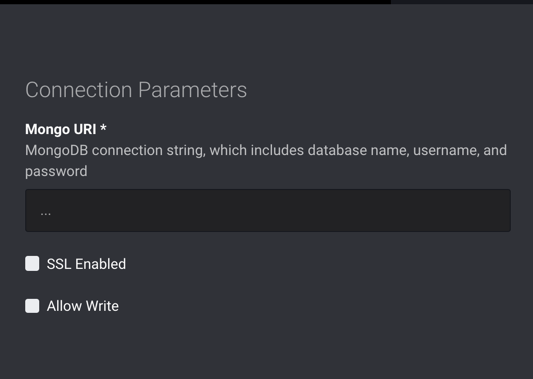 Connection Parameters
Mongo URI *
MongoDB connection string, which includes database name, username, and
password
...
SSL Enabled
Allow Write